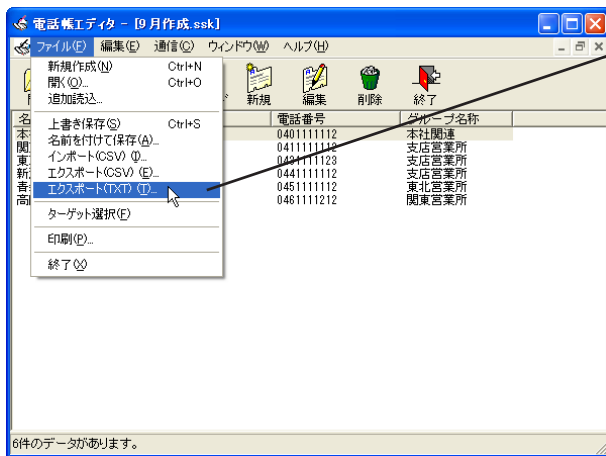 電話帳エディタ - [9月作成.ssk]
ファイル(F) 編集(E) 通信(C) ウィンドウ(W) ヘルプ(H)
新規作成(N) Ctrl+N
開く(O)... Ctrl+O
追加読込...
上書き保存(S) Ctrl+S
名前を付けて保存(A)...
インポート(CSV) (I)...
エクスポート(CSV) (E)...
エクスポート(TXT) (T)...
ターゲット選択(F)
印刷(P)...
終了(X)
新規 編集 削除 終了
電話番号 グループ名称
0401111112 本社関連
0411111112 支店営業所
0431111123 支店営業所
0441111112 支店営業所
0451111112 東北営業所
0461111212 関東営業所
6件のデータがあります。